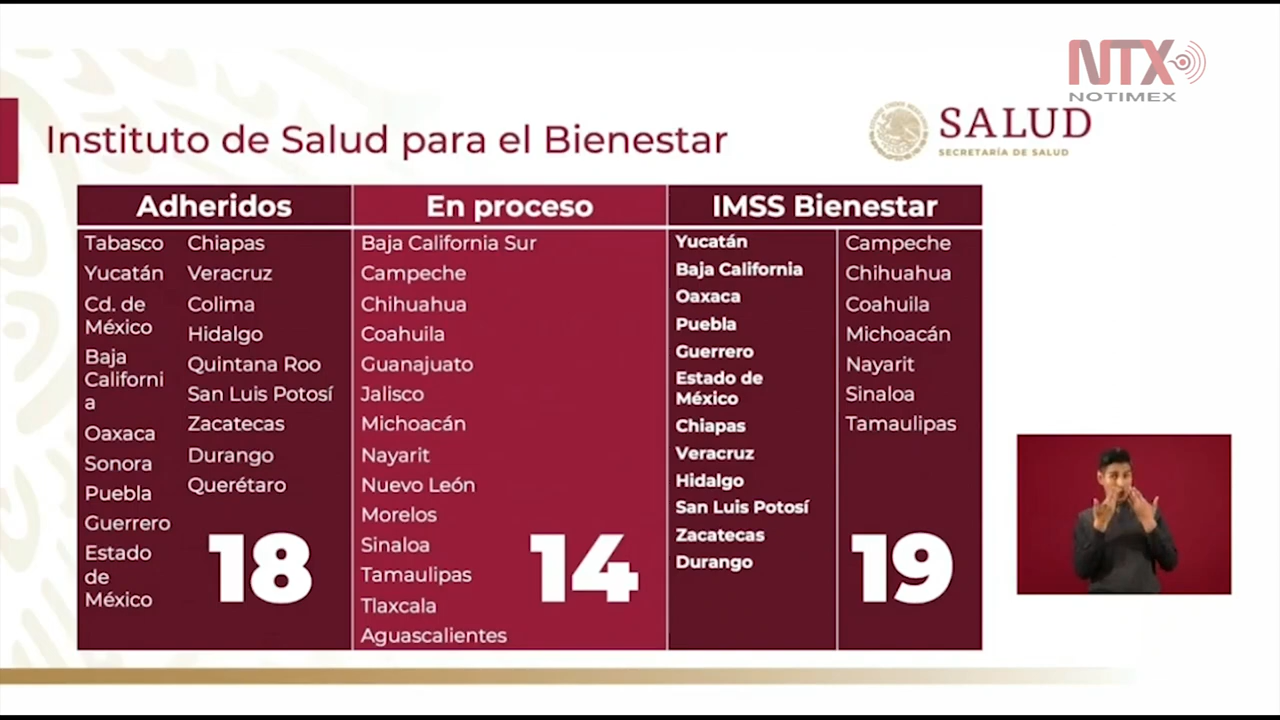 NTX
NOTIMEX
Instituto de Salud para el Bienestar
SALUD
SECRETARÍA DE SALUD
Adheridos
Tabasco
Yucatán
Cd. de
México
Baja
Californi
a
Oaxaca
Sonora
Puebla
Guerrero
Estado
de
México
Chiapas
Veracruz
Colima
Hidalgo
Quintana Roo
San Luis Potosí
Zacatecas
Durango
Querétaro
18
En proceso
Baja California Sur
Campeche
Chihuahua
Coahuila
Guanajuato
Jalisco
Michoacán
Nayarit
Nuevo León
Morelos
Sinaloa
Tamaulipas
Tlaxcala
Aguascalientes
14
IMSS Bienestar
Yucatán
Baja California
Oaxaca
Puebla
Guerrero
Estado de
México
Chiapas
Veracruz
Hidalgo
San Luis Potosí
Zacatecas
Durango
Campeche
Chihuahua
Coahuila
Michoacán
Nayarit
Sinaloa
Tamaulipas
19